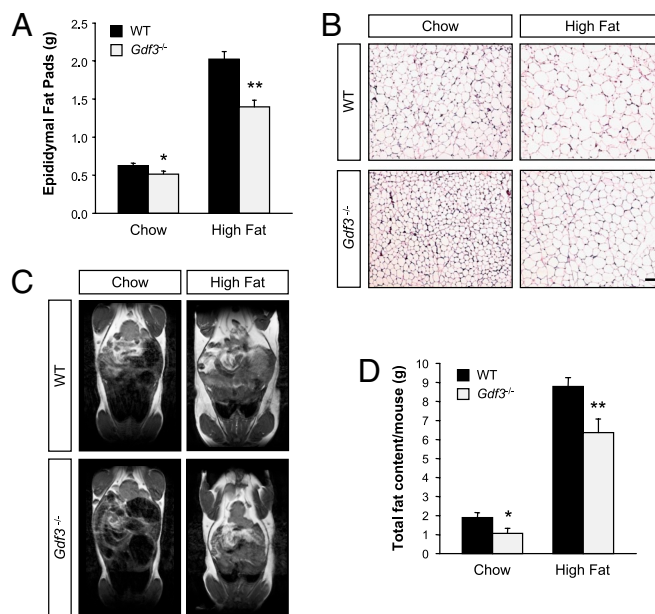 A
Epididymal Fat Pads (g)
2.5
2.0
1.5
1.0
0.5
0.0
WT
Gdf3-/-
*
**
Chow
High Fat
B
Chow
High Fat
WT
Gdf3 -/-
C
Chow
High Fat
WT
Gdf3 -/-
D
Total fat content/mouse (g)
10
9
8
7
6
5
4
3
2
1
0
WT
Gdf3-/-
*
**
Chow
High Fat